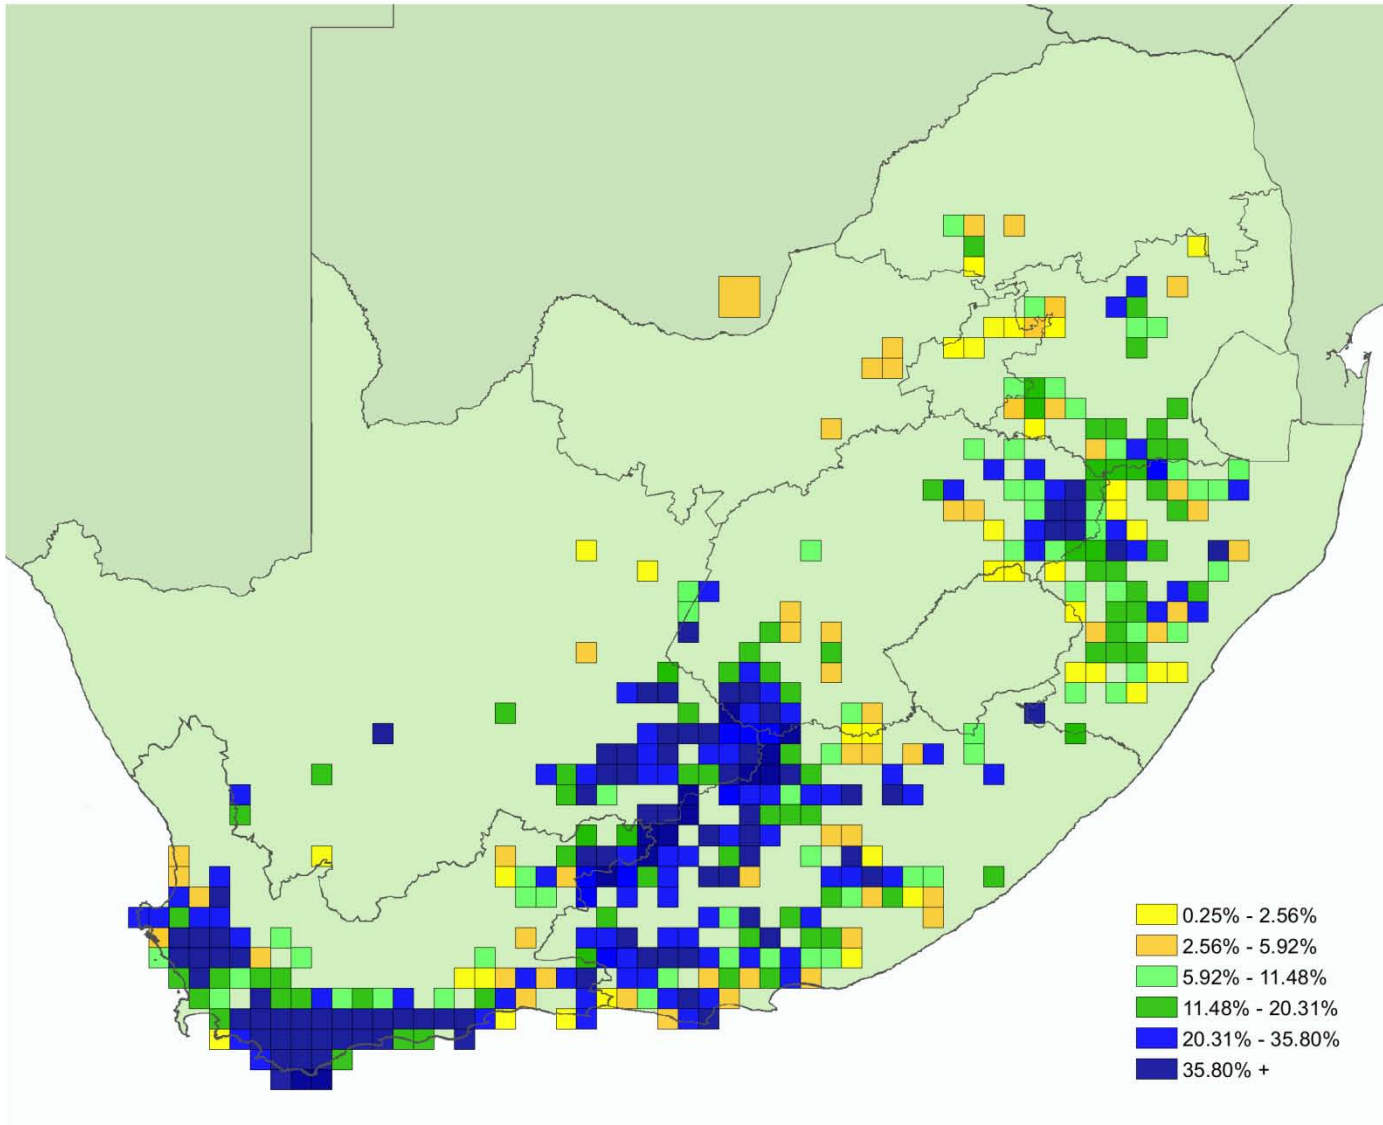 0.25% - 2.56%
2.56% - 5.92%
5.92% - 11.48%
11.48% - 20.31%
20.31% - 35.80%
35.80% +